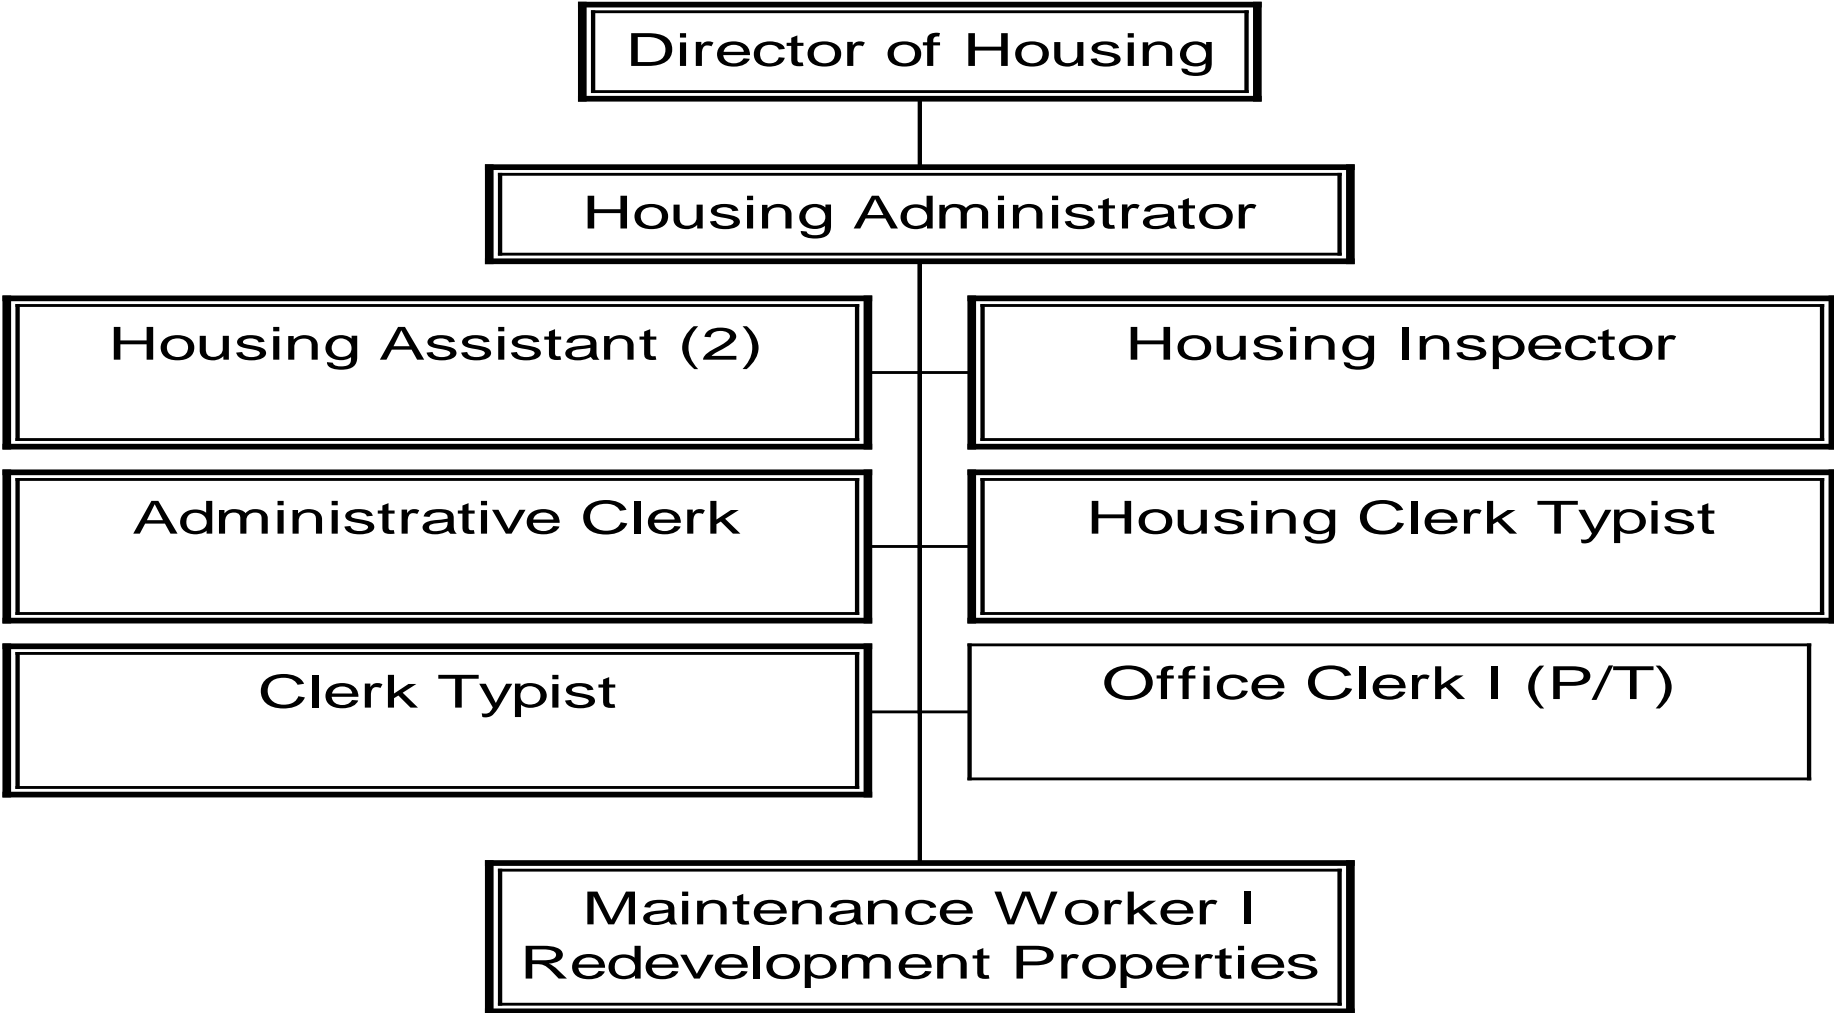 Director of Housing
Housing Administrator
Housing Assistant (2)
Housing Inspector
Administrative Clerk
Housing Clerk Typist
Clerk Typist
Office Clerk I (P/T)
Maintenance Worker I
Redevelopment Properties